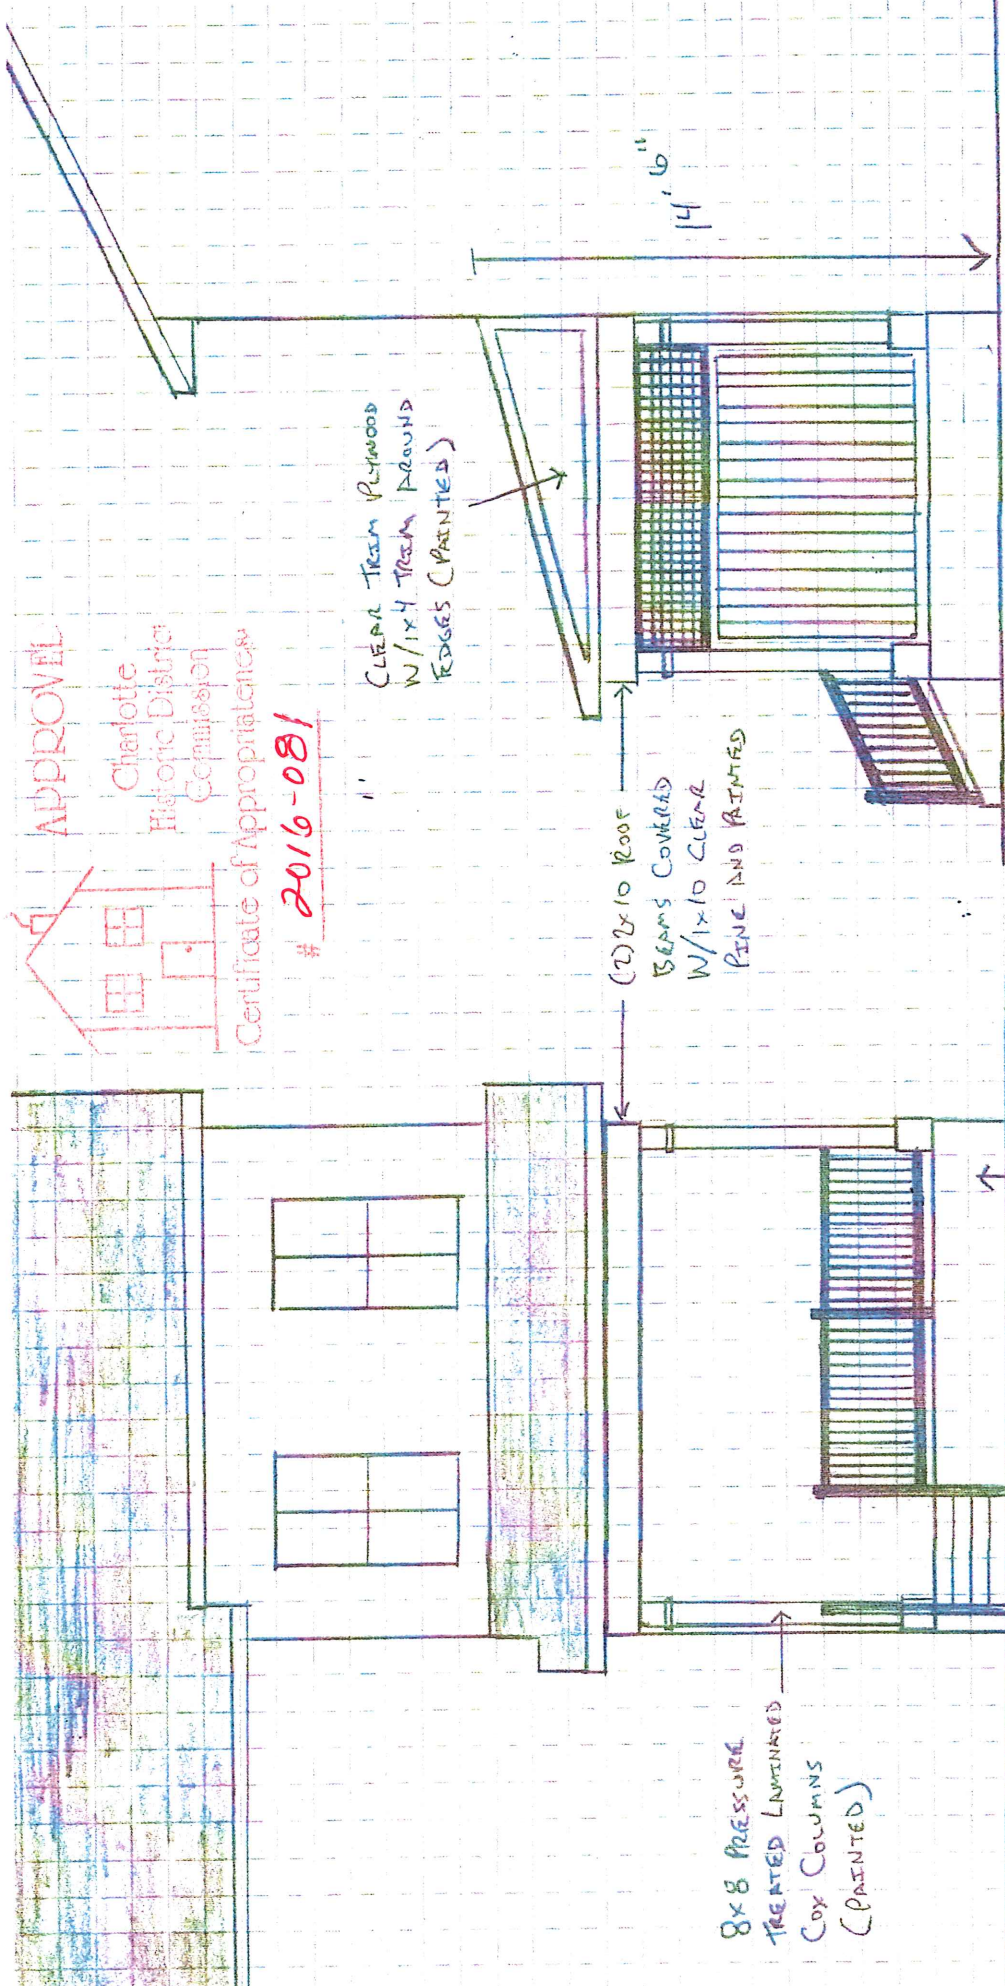 APPROVEL
Charlotte
Historic District
Commission
Certificate of Appropriateness
# 2016-081
CLEAR TRIM PLYWOOD
W/1x4 TRIM AROUND
EDGES (PAINTED)
14' 6"
(2) 2x10 ROOF
BEAMS COVERED
W/1x10 CLEAR
PINE AND PAINTED
8x8 PRESSURE
TREATED LAMINATED
COX COLUMNS
(PAINTED)